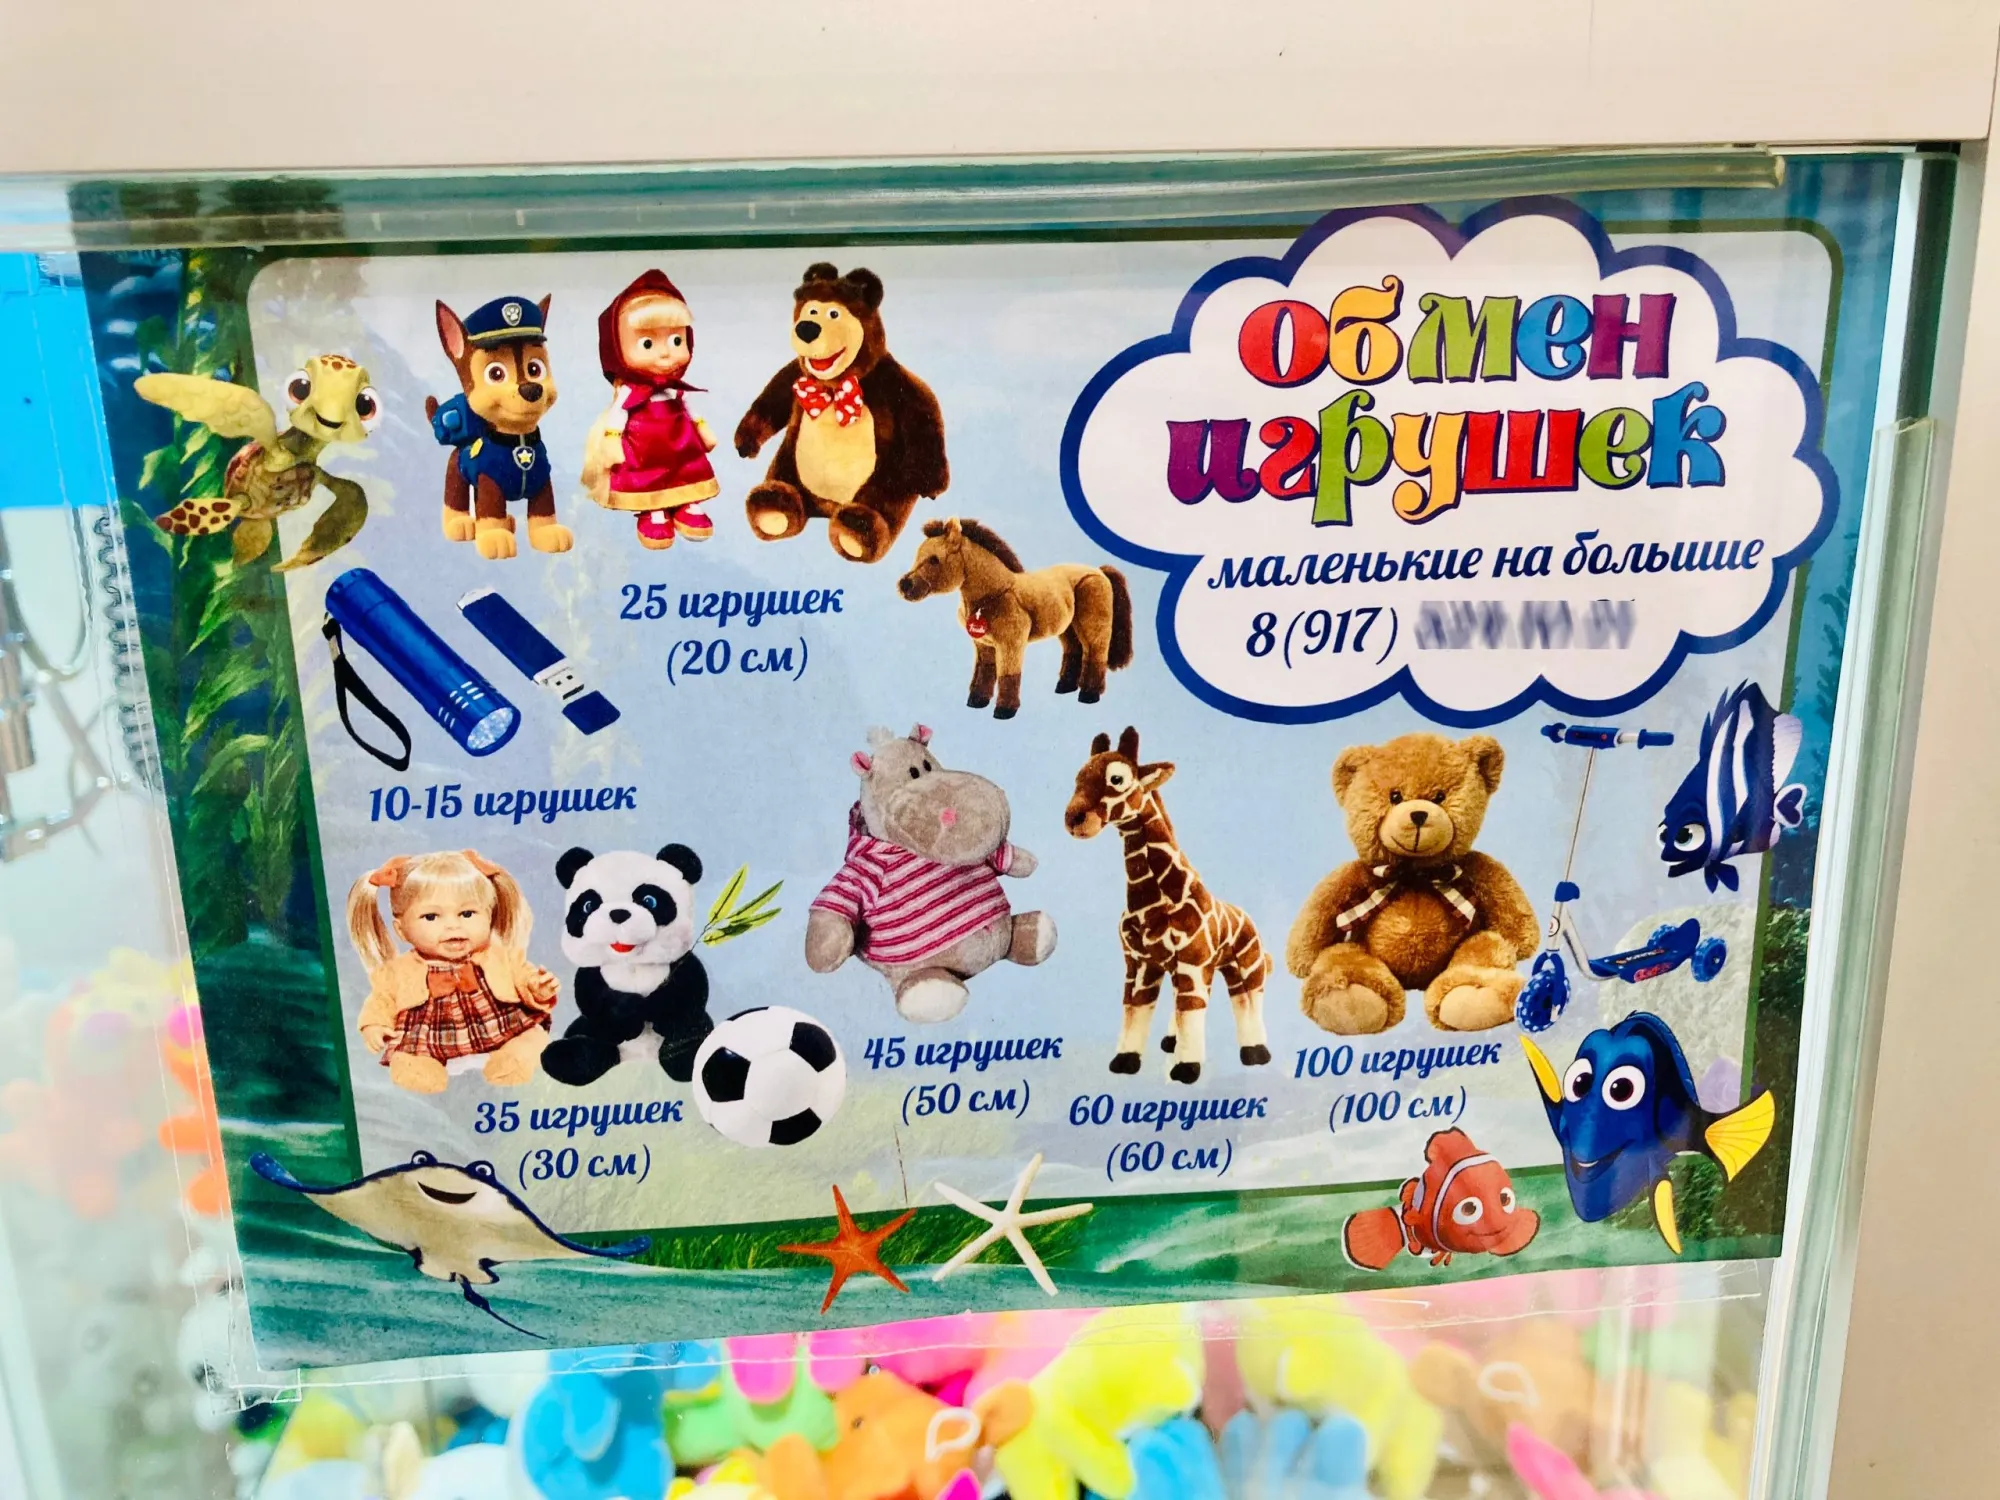 обмен
игрушек
маленькие на большие
8(917)
25 игрушек
(20 см)
10-15 игрушек
35 игрушек
(30 см)
45 игрушек
(50 см)
60 игрушек
(60 см)
100 игрушек
(100 см)